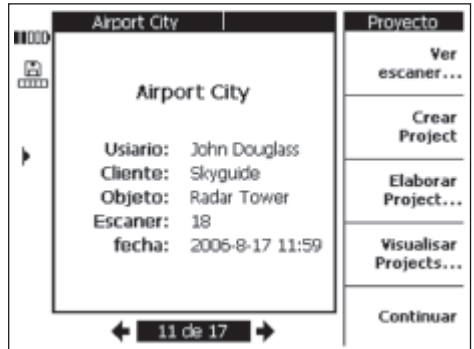 Airport City
Proyecto
Airport City
Usiario: John Douglass
Cliente: Skyguide
Objeto: Radar Tower
Escaner: 18
fecha: 2006-8-17 11:59
11 de 17
Ver
escaner...
Crear
Project
Elaborar
Project...
Visualisar
Projects...
Continuar